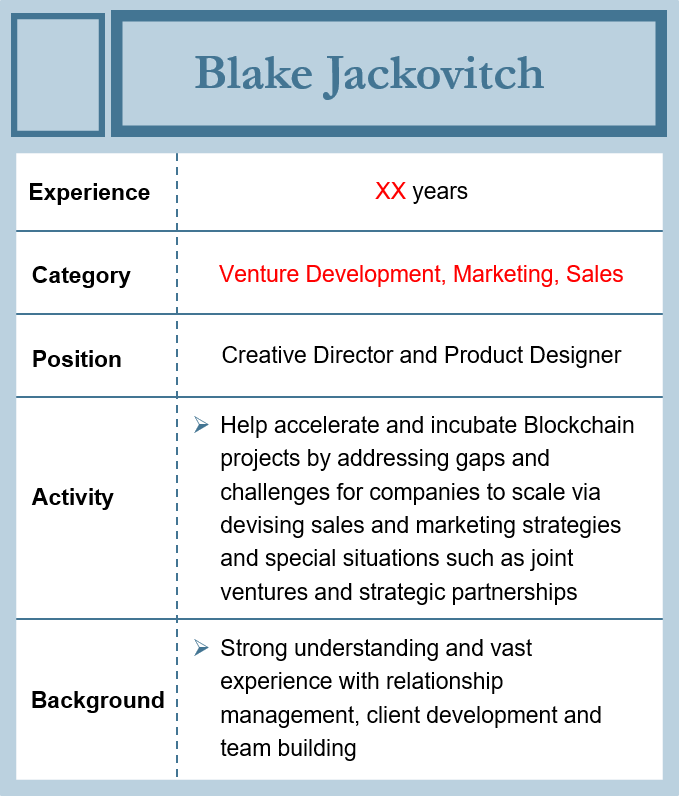 Blake Jackovitch
Experience
XX years
Category
Venture Development, Marketing, Sales
Position
Creative Director and Product Designer
Activity
Help accelerate and incubate Blockchain
projects by addressing gaps and
challenges for companies to scale via
devising sales and marketing strategies
and special situations such as joint
ventures and strategic partnerships
Background
Strong understanding and vast
experience with relationship
management, client development and
team building